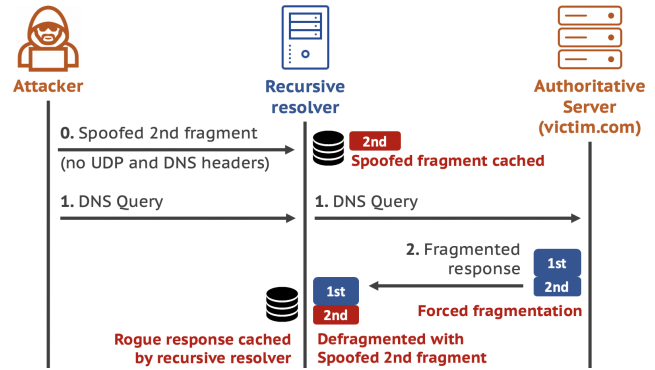 Attacker
Recursive
resolver
Authoritative
Server
(victim.com)
0. Spoofed 2nd fragment
(no UDP and DNS headers)
2nd
Spoofed fragment cached
1. DNS Query
1. DNS Query
2. Fragmented
response
1st
2nd
Forced fragmentation
1st
2nd
Rogue response cached
by recursive resolver
Defragmented with
Spoofed 2nd fragment